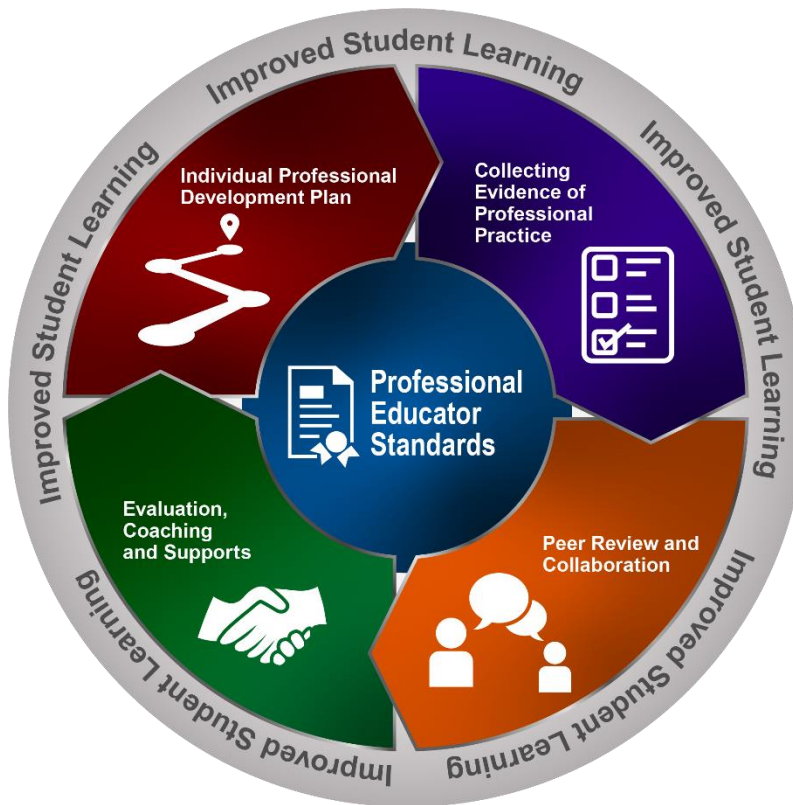 Improved Student Learning
Improved Student Learning
Improved Student Learning
Improved Student Learning
Improved Student Learning
Individual Professional
Development Plan
Collecting
Evidence of
Professional
Practice
Professional
Educator
Standards
Evaluation,
Coaching
and Supports
Peer Review and
Collaboration